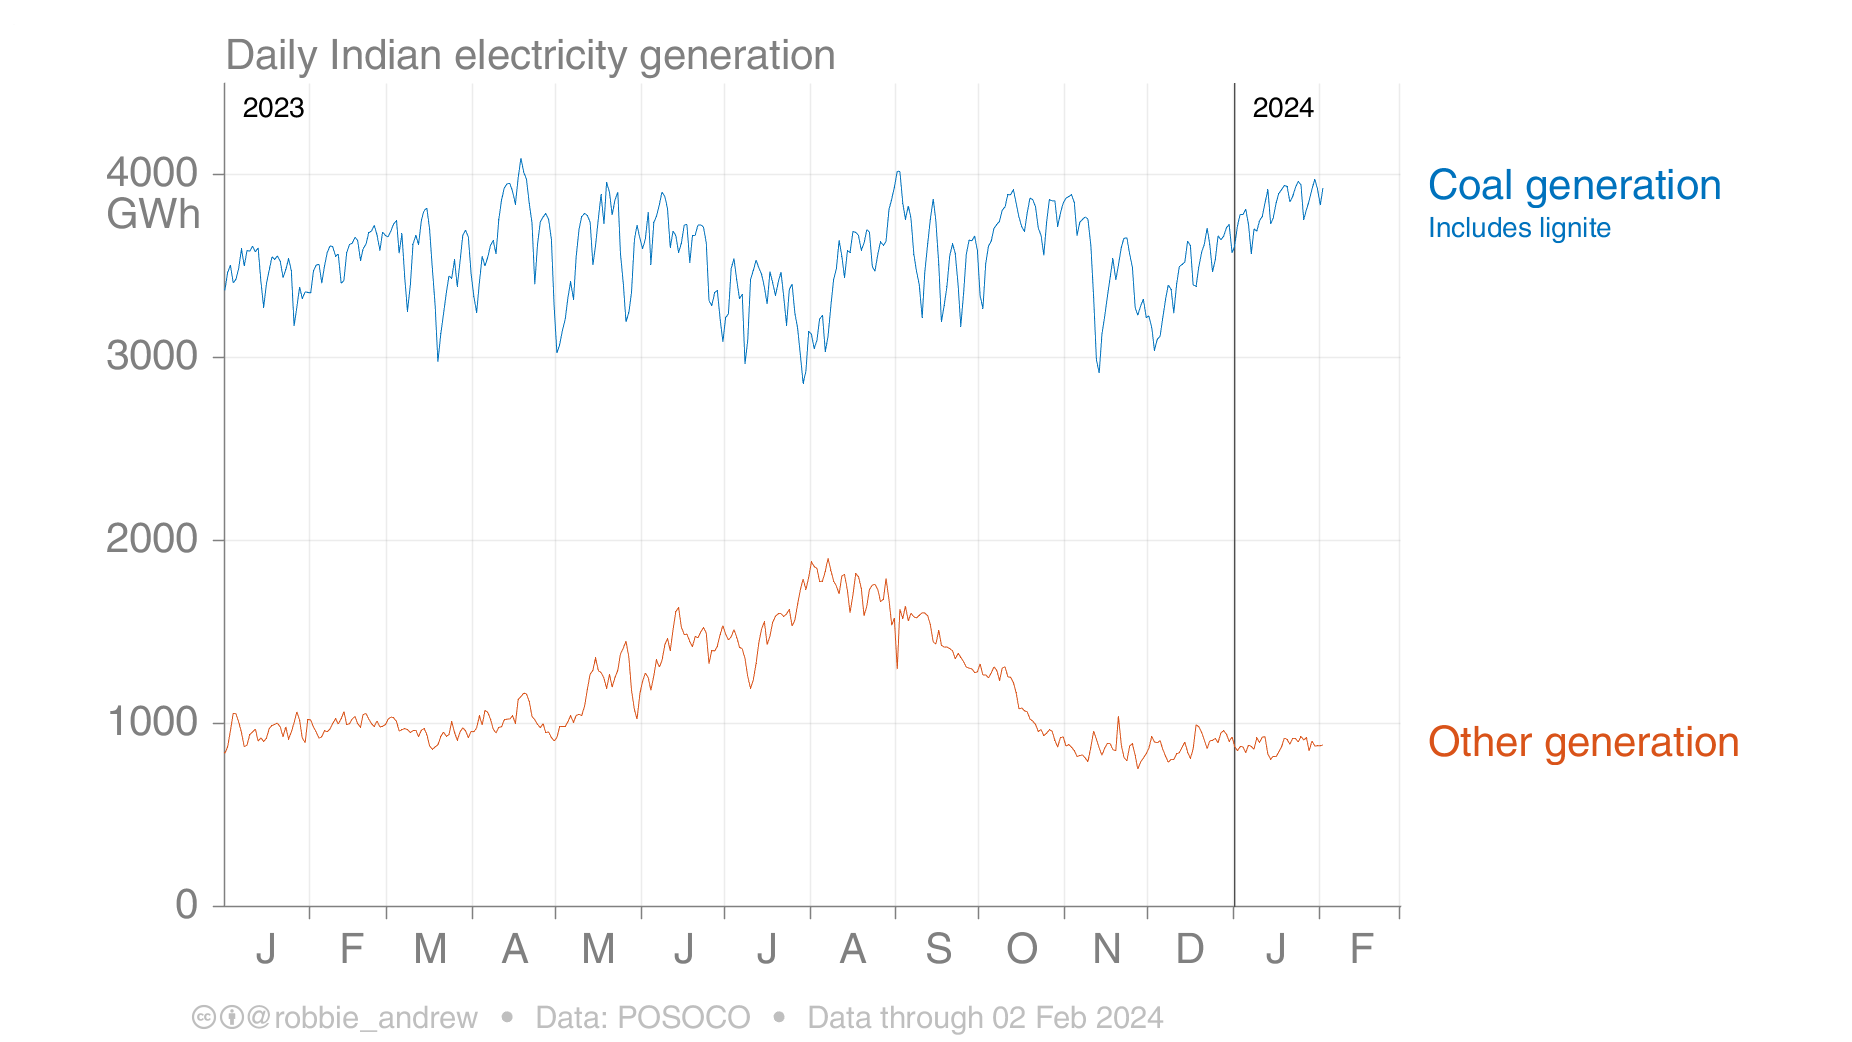 Daily Indian electricity generation
2023
2024
4000
GWh
3000
2000
1000
0
Coal generation
Includes lignite
Other generation
J F M A M J J A S O N D J F
cc @robbie_andrew • Data: POSOCO • Data through 02 Feb 2024